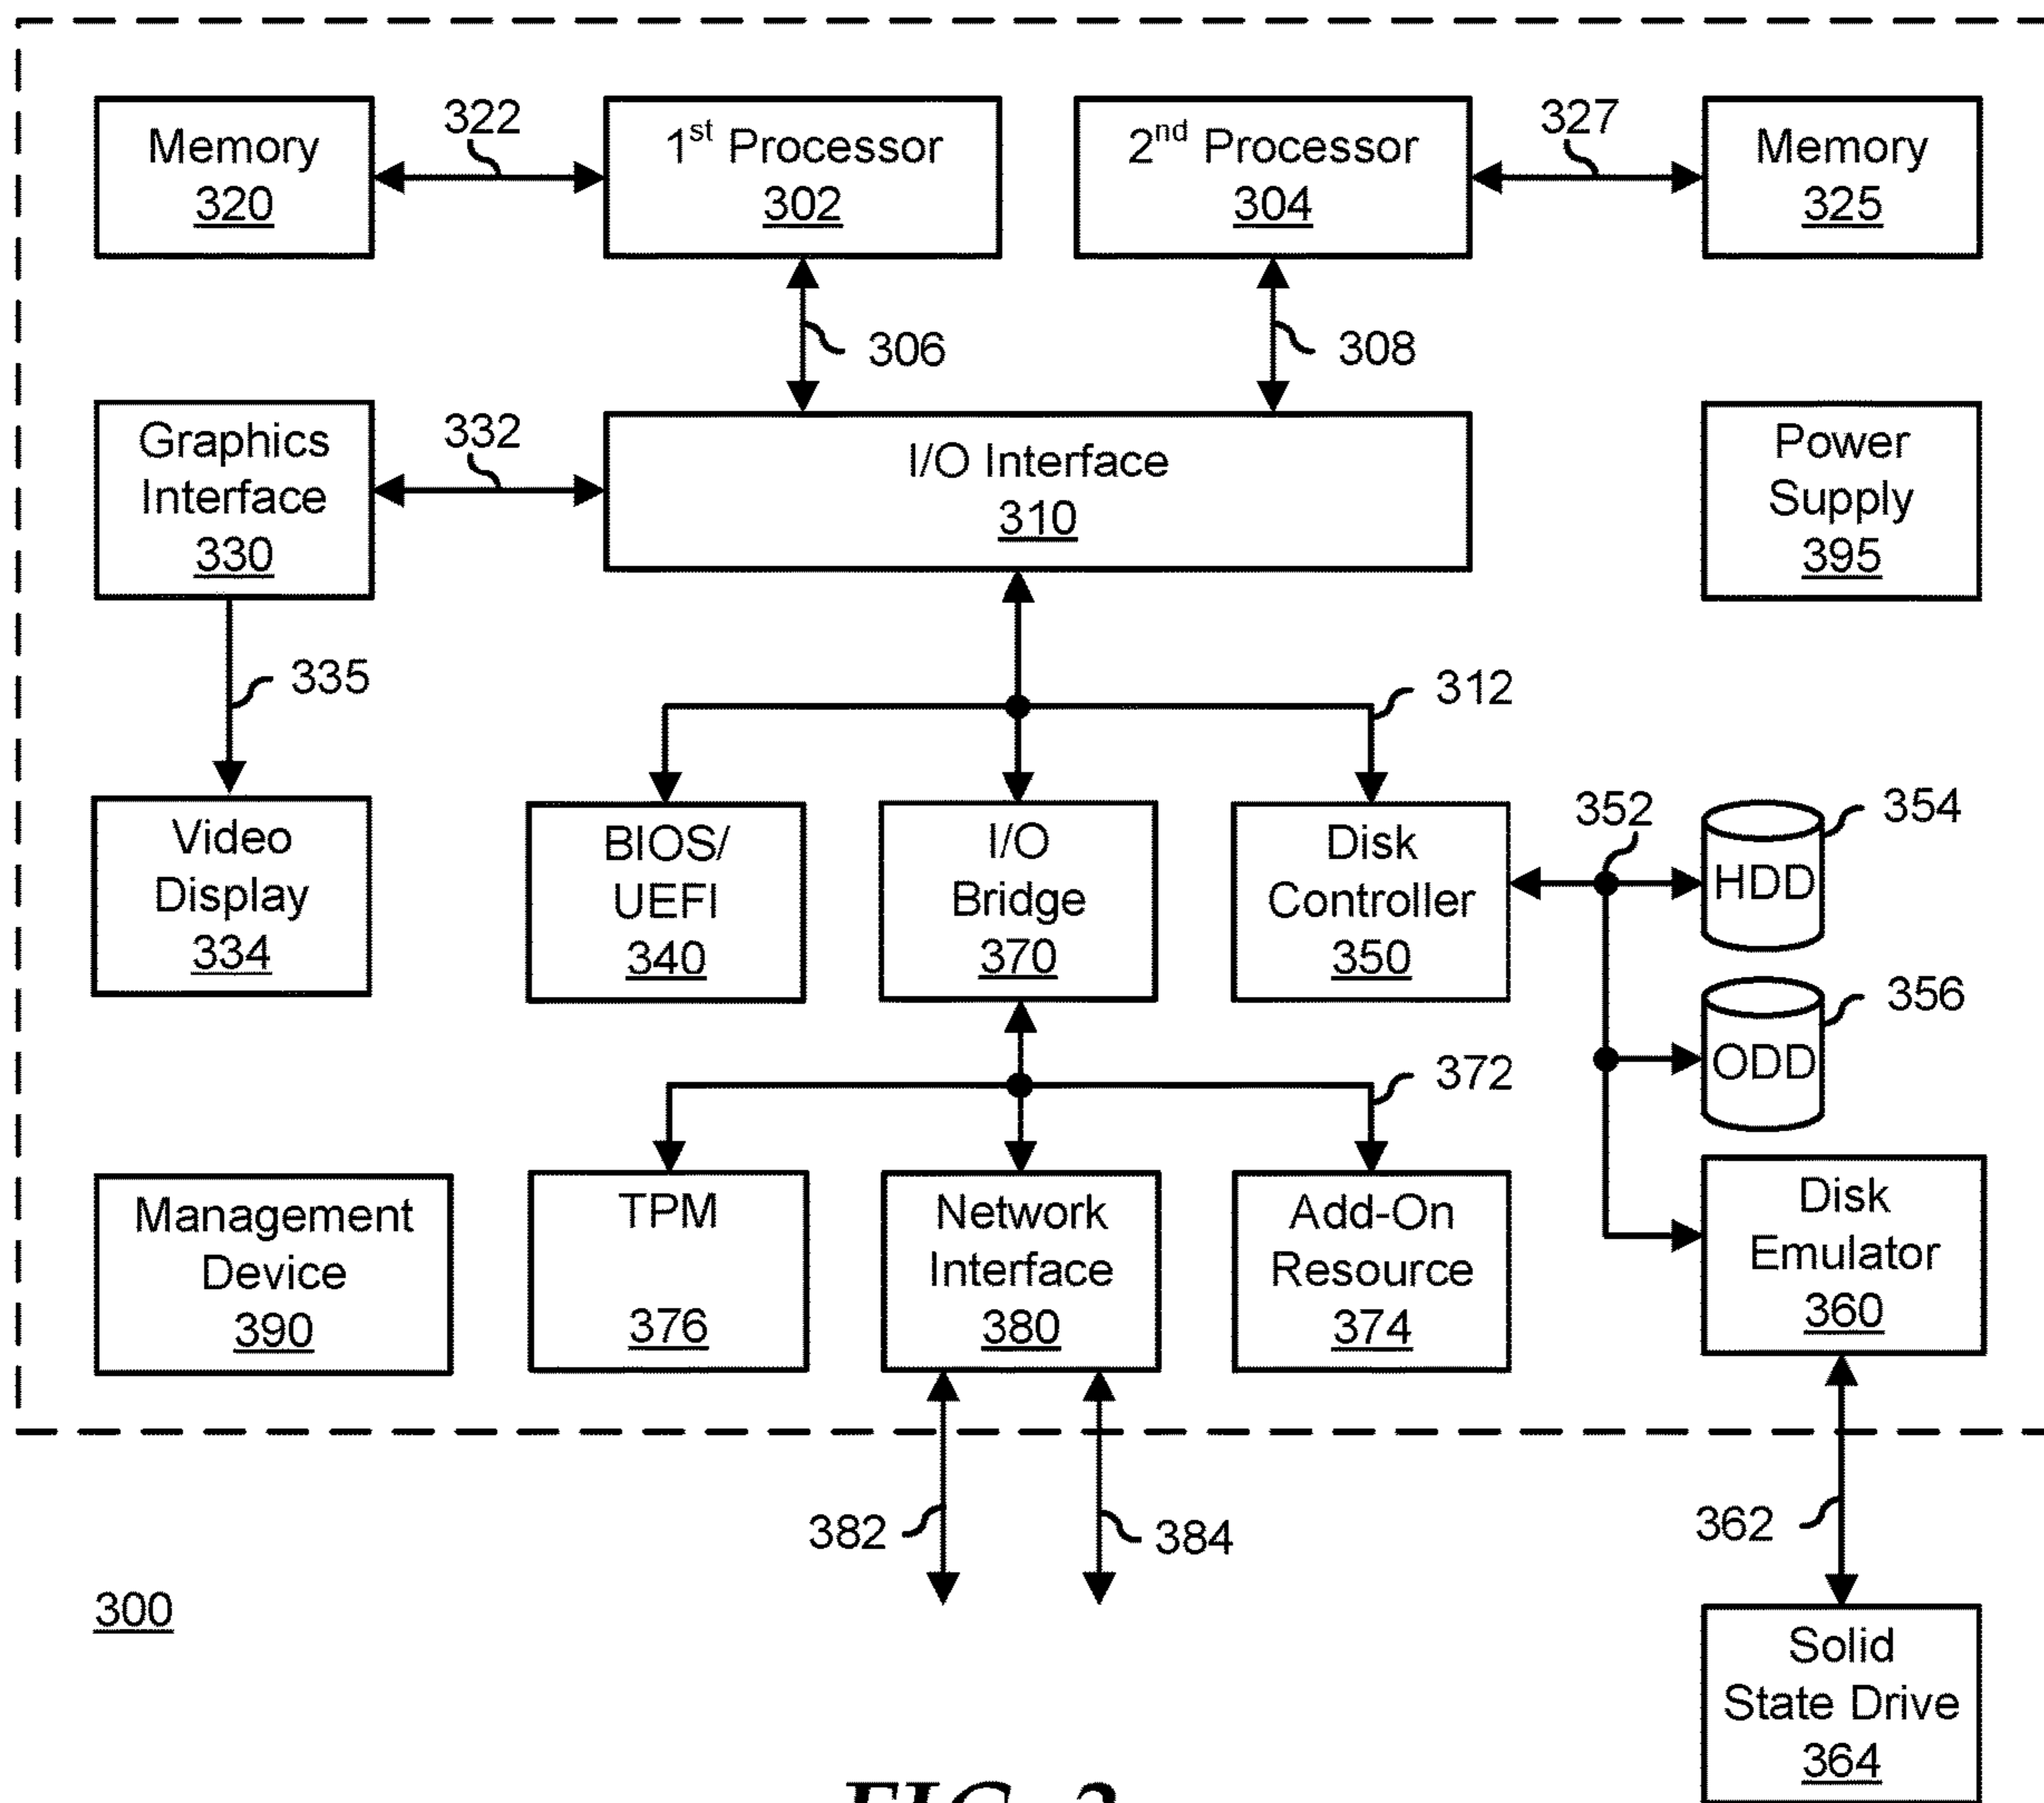 322
327
Memory
320
1st Processor
302
2nd Processor
304
Memory
325
306
308
Graphics
Interface
330
332
I/O Interface
310
Power
Supply
395
335
312
Video
Display
334
BIOS/
UEFI
340
I/O
Bridge
370
Disk
Controller
350
352
354
HDD
356
ODD
372
Management
Device
390
TPM
376
Network
Interface
380
Add-On
Resource
374
Disk
Emulator
360
382
384
362
300
Solid
State Drive
364